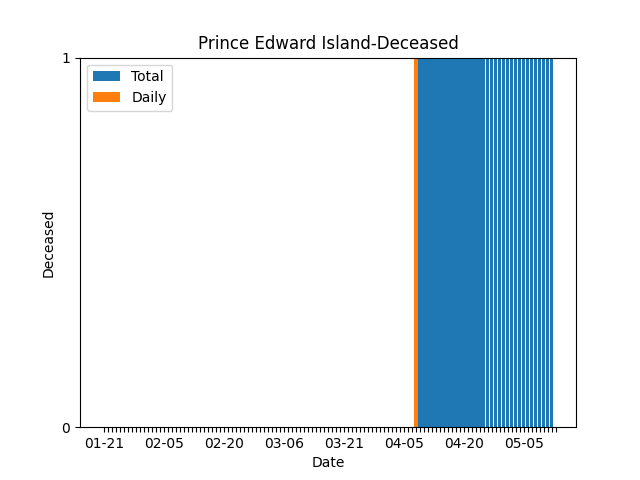 Prince Edward Island-Deceased
Total
Daily
1
0
Deceased
01-21 02-05 02-20 03-06 03-21 04-05 04-20 05-05
Date